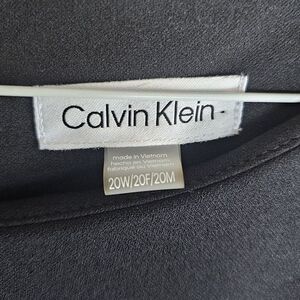 Calvin Klein
made in Vietnam
hecho en Vietnam
fabriqué au Vietnam
20W/20F/20M